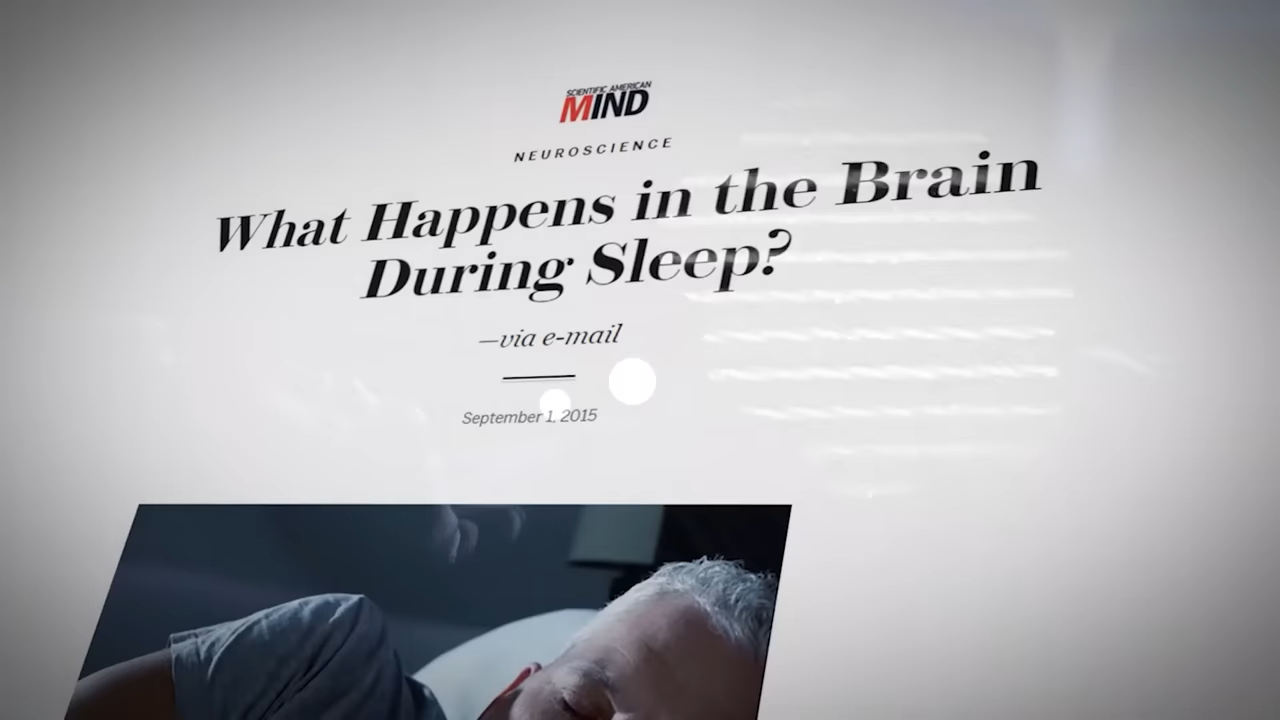 SCIENTIFIC AMERICAN
MIND
NEUROSCIENCE
What Happens in the Brain
During Sleep?
—via e-mail
September 1, 2015